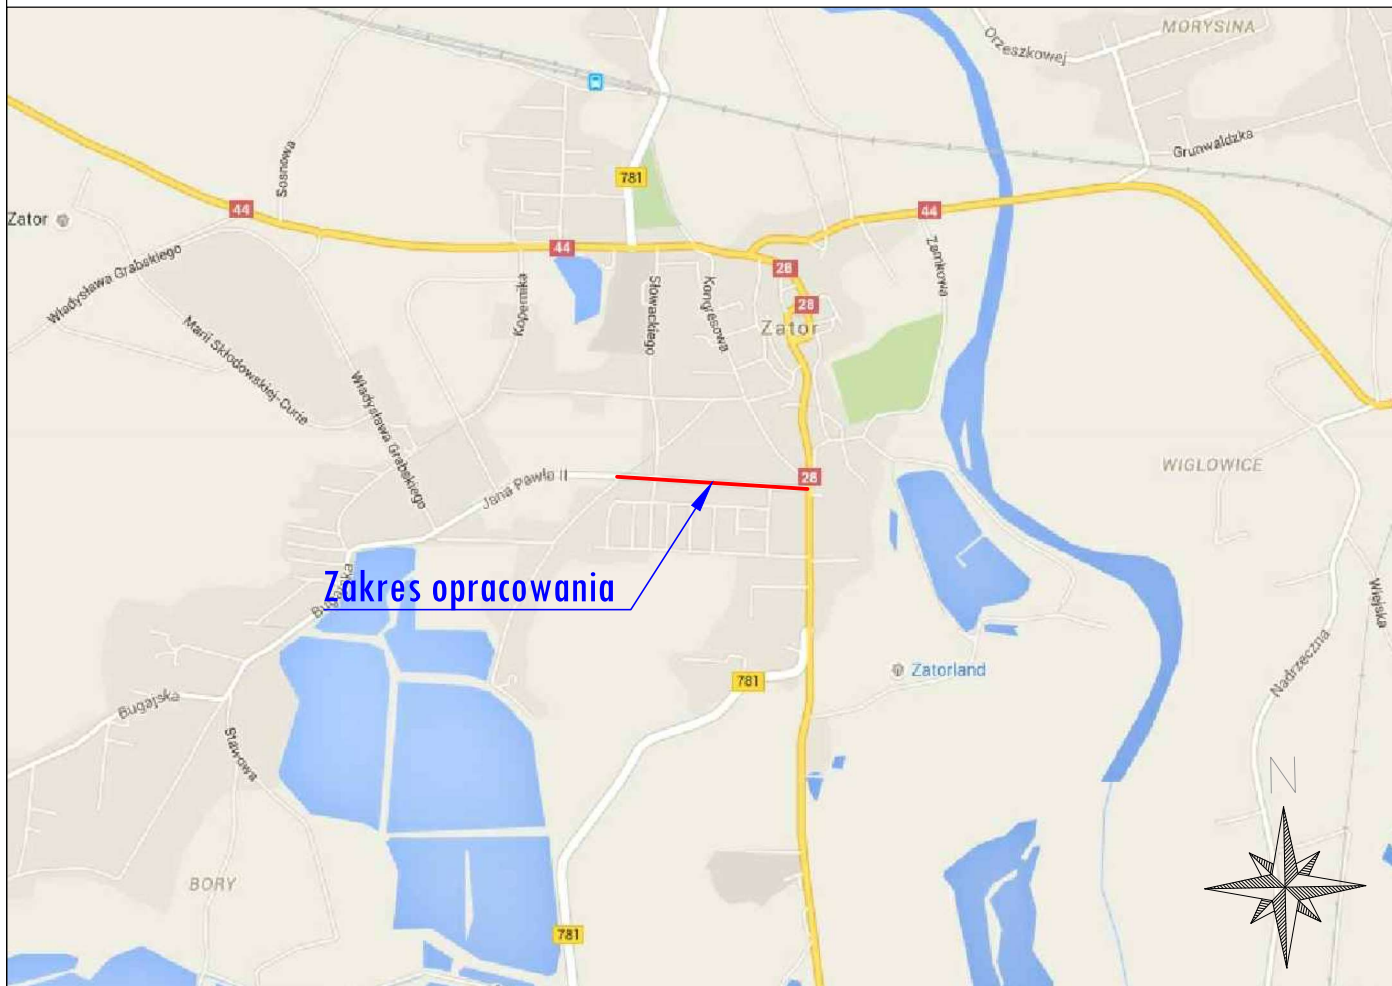 MORYSINA
Orzeszkowej
Grunwaldzka
781
Sosnowa
Zator
44
44
44
Władysława Grabskiego
Zamkowa
28
28
Kopernika
Słowackiego
Kongresowa
Zator
Marii Skłodowskiej-Curie
Władysława Grabskiego
WIGLOWICE
Jana Pawła II
28
Zakres opracowania
Bugajska
Wiejska
Nadrzeczna
Zatorland
781
Bugajska
Stawowa
N
BORY
781